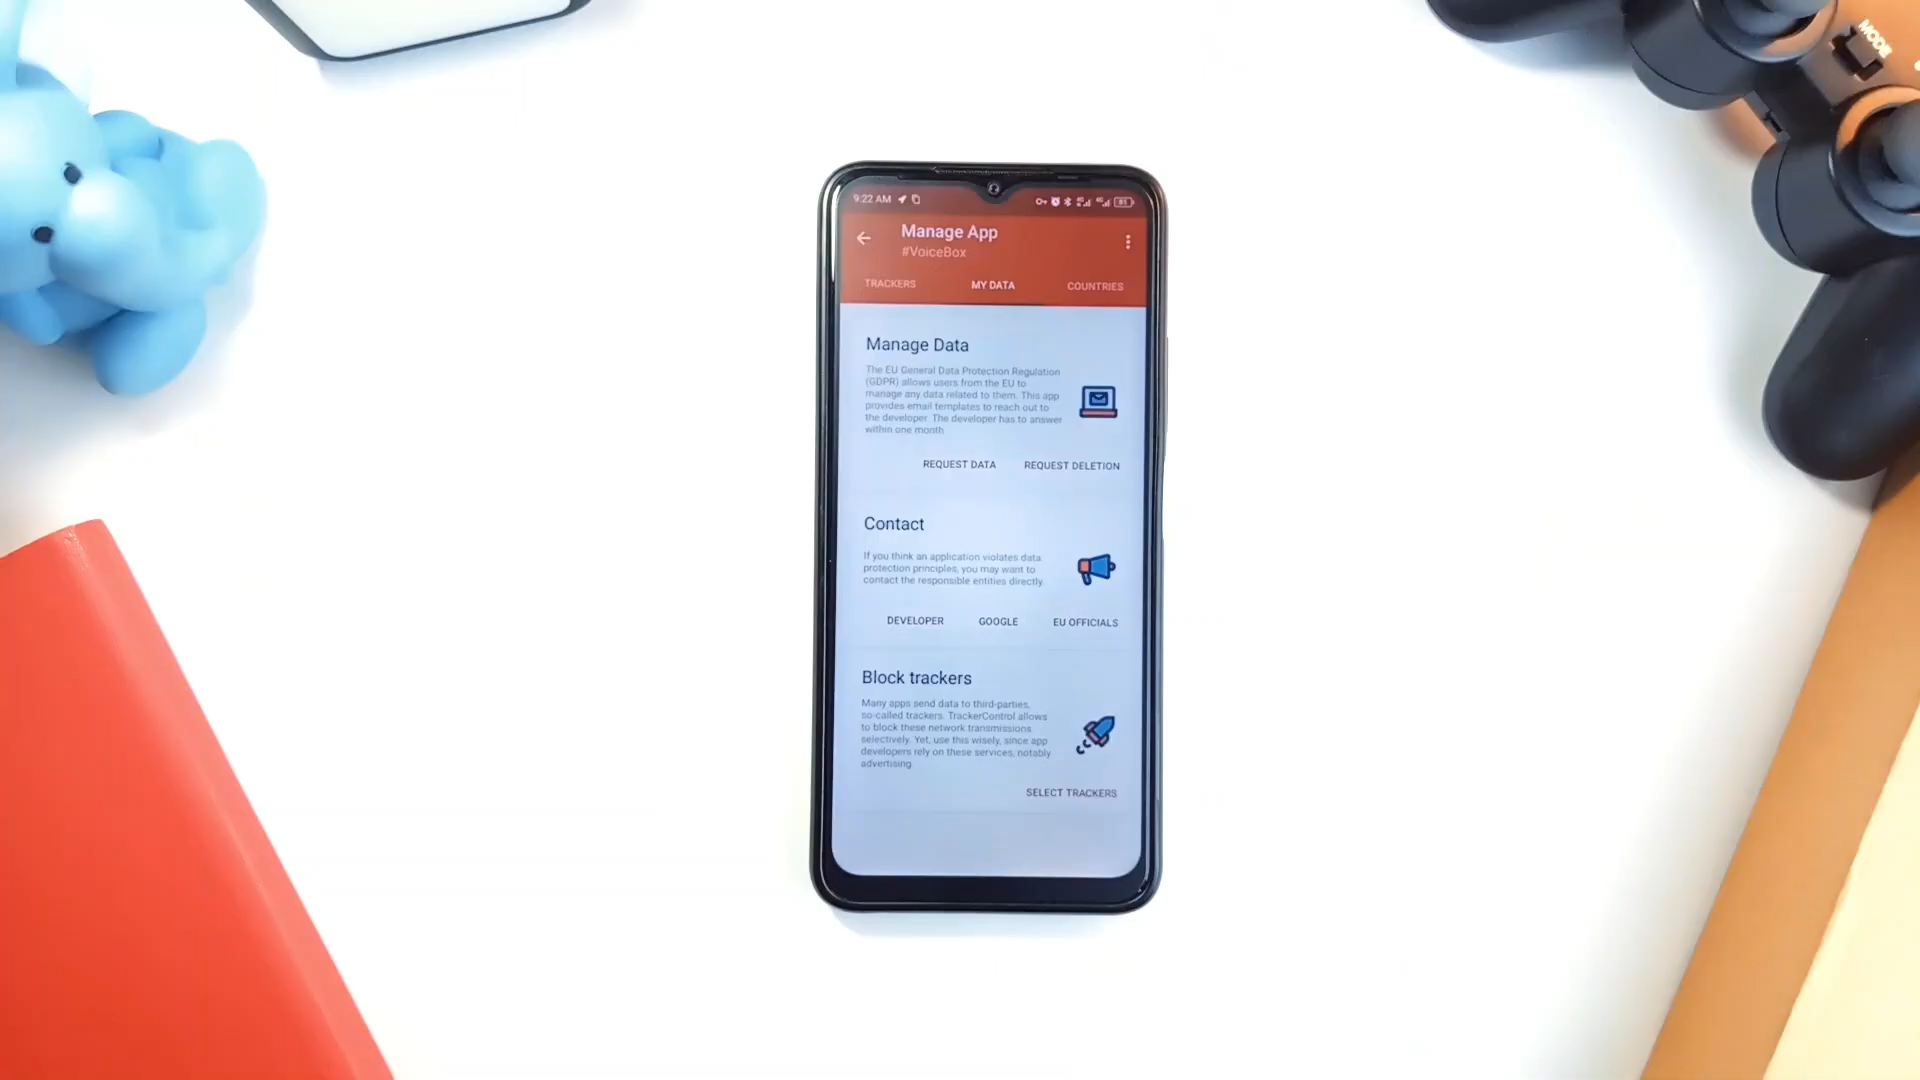 MODE
9:22 AM
81
Manage App
#VoiceBox
TRACKERS MY DATA COUNTRIES
Manage Data
The EU General Data Protection Regulation
(GDPR) allows users from the EU to
manage any data related to them. This app
provides email templates to reach out to
the developer. The developer has to answer
within one month
REQUEST DATA REQUEST DELETION
Contact
If you think an application violates data
protection principles, you may want to
contact the responsible entities directly.
DEVELOPER GOOGLE EU OFFICIALS
Block trackers
Many apps send data to third-parties,
so-called trackers. TrackerControl allows
to block these network transmissions
selectively. Yet, use this wisely, since app
developers rely on these services, notably
advertising.
SELECT TRACKERS